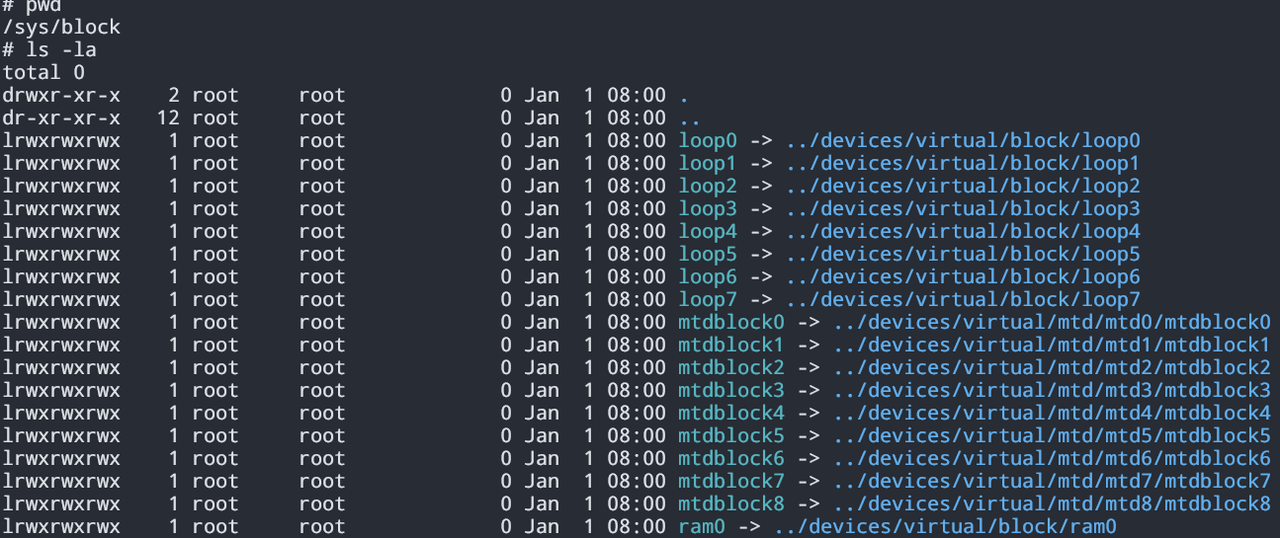 # pwd
/sys/block
# ls -la
total 0
drwxr-xr-x    2 root     root             0 Jan  1 08:00 .
dr-xr-xr-x   12 root     root             0 Jan  1 08:00 ..
lrwxrwxrwx    1 root     root             0 Jan  1 08:00 loop0 -> ../devices/virtual/block/loop0
lrwxrwxrwx    1 root     root             0 Jan  1 08:00 loop1 -> ../devices/virtual/block/loop1
lrwxrwxrwx    1 root     root             0 Jan  1 08:00 loop2 -> ../devices/virtual/block/loop2
lrwxrwxrwx    1 root     root             0 Jan  1 08:00 loop3 -> ../devices/virtual/block/loop3
lrwxrwxrwx    1 root     root             0 Jan  1 08:00 loop4 -> ../devices/virtual/block/loop4
lrwxrwxrwx    1 root     root             0 Jan  1 08:00 loop5 -> ../devices/virtual/block/loop5
lrwxrwxrwx    1 root     root             0 Jan  1 08:00 loop6 -> ../devices/virtual/block/loop6
lrwxrwxrwx    1 root     root             0 Jan  1 08:00 loop7 -> ../devices/virtual/block/loop7
lrwxrwxrwx    1 root     root             0 Jan  1 08:00 mtdblock0 -> ../devices/virtual/mtd/mtd0/mtdblock0
lrwxrwxrwx    1 root     root             0 Jan  1 08:00 mtdblock1 -> ../devices/virtual/mtd/mtd1/mtdblock1
lrwxrwxrwx    1 root     root             0 Jan  1 08:00 mtdblock2 -> ../devices/virtual/mtd/mtd2/mtdblock2
lrwxrwxrwx    1 root     root             0 Jan  1 08:00 mtdblock3 -> ../devices/virtual/mtd/mtd3/mtdblock3
lrwxrwxrwx    1 root     root             0 Jan  1 08:00 mtdblock4 -> ../devices/virtual/mtd/mtd4/mtdblock4
lrwxrwxrwx    1 root     root             0 Jan  1 08:00 mtdblock5 -> ../devices/virtual/mtd/mtd5/mtdblock5
lrwxrwxrwx    1 root     root             0 Jan  1 08:00 mtdblock6 -> ../devices/virtual/mtd/mtd6/mtdblock6
lrwxrwxrwx    1 root     root             0 Jan  1 08:00 mtdblock7 -> ../devices/virtual/mtd/mtd7/mtdblock7
lrwxrwxrwx    1 root     root             0 Jan  1 08:00 mtdblock8 -> ../devices/virtual/mtd/mtd8/mtdblock8
lrwxrwxrwx    1 root     root             0 Jan  1 08:00 ram0 -> ../devices/virtual/block/ram0